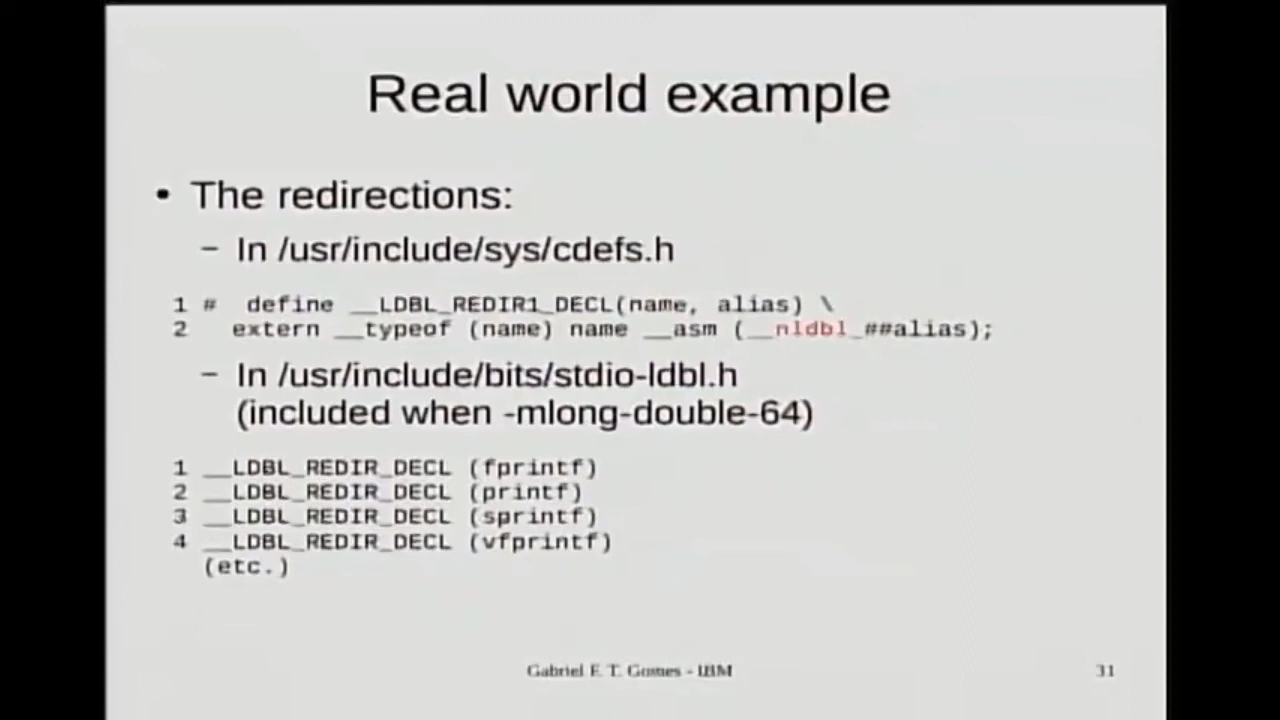 Real world example
• The redirections:
– In /usr/include/sys/cdefs.h
1 #  define __LDBL_REDIR1_DECL(name, alias) \
2   extern __typeof (name) name __asm (__nldbl_##alias);
– In /usr/include/bits/stdio-ldbl.h
(included when -mlong-double-64)
1 __LDBL_REDIR_DECL (fprintf)
2 __LDBL_REDIR_DECL (printf)
3 __LDBL_REDIR_DECL (sprintf)
4 __LDBL_REDIR_DECL (vfprintf)
(etc.)
Gabriel F. T. Gomes - IBM
31